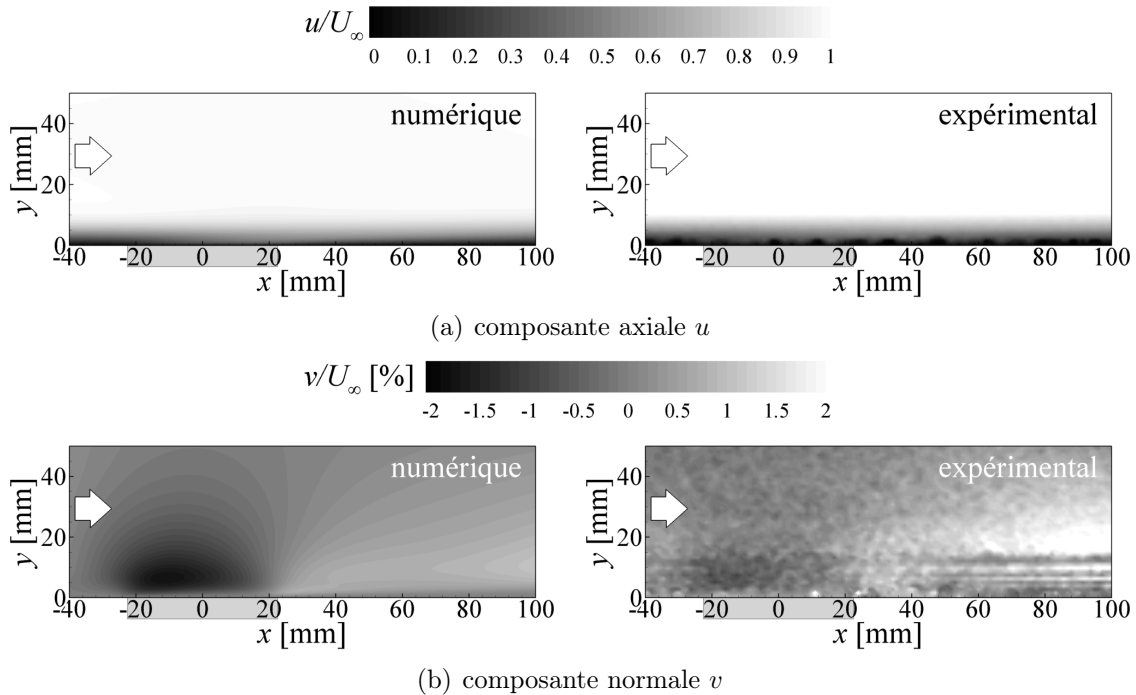 u/U∞
0 0.1 0.2 0.3 0.4 0.5 0.6 0.7 0.8 0.9 1
numérique
y [mm]
40
20
0
-40 -20 0 20 40 60 80 100
x [mm]
expérimental
y [mm]
40
20
0
-40 -20 0 20 40 60 80 100
x [mm]
(a) composante axiale u
v/U∞ [%]
-2 -1.5 -1 -0.5 0 0.5 1 1.5 2
numérique
y [mm]
40
20
0
-40 -20 0 20 40 60 80 100
x [mm]
expérimental
y [mm]
40
20
0
-40 -20 0 20 40 60 80 100
x [mm]
(b) composante normale v